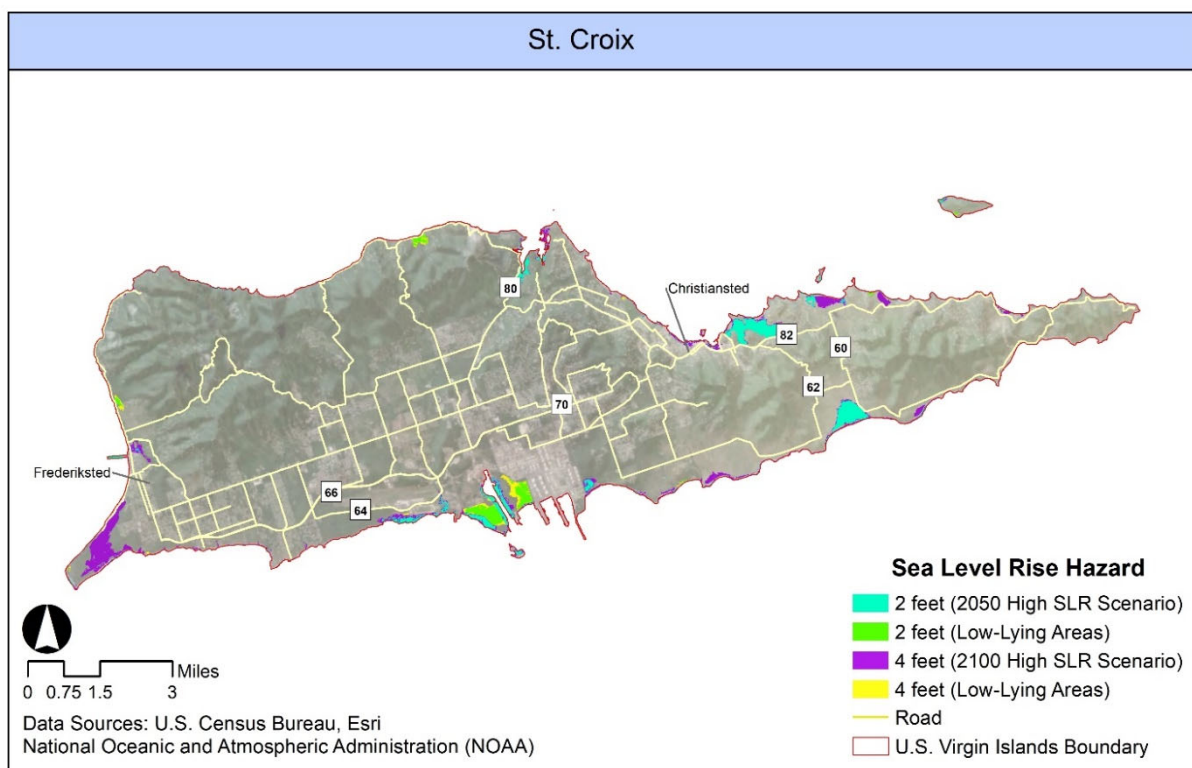 St. Croix
80
Christiansted
82
60
62
70
Frederiksted
66
64
Sea Level Rise Hazard
2 feet (2050 High SLR Scenario)
2 feet (Low-Lying Areas)
4 feet (2100 High SLR Scenario)
4 feet (Low-Lying Areas)
Road
U.S. Virgin Islands Boundary
Miles
0 0.75 1.5 3
Data Sources: U.S. Census Bureau, Esri
National Oceanic and Atmospheric Administration (NOAA)